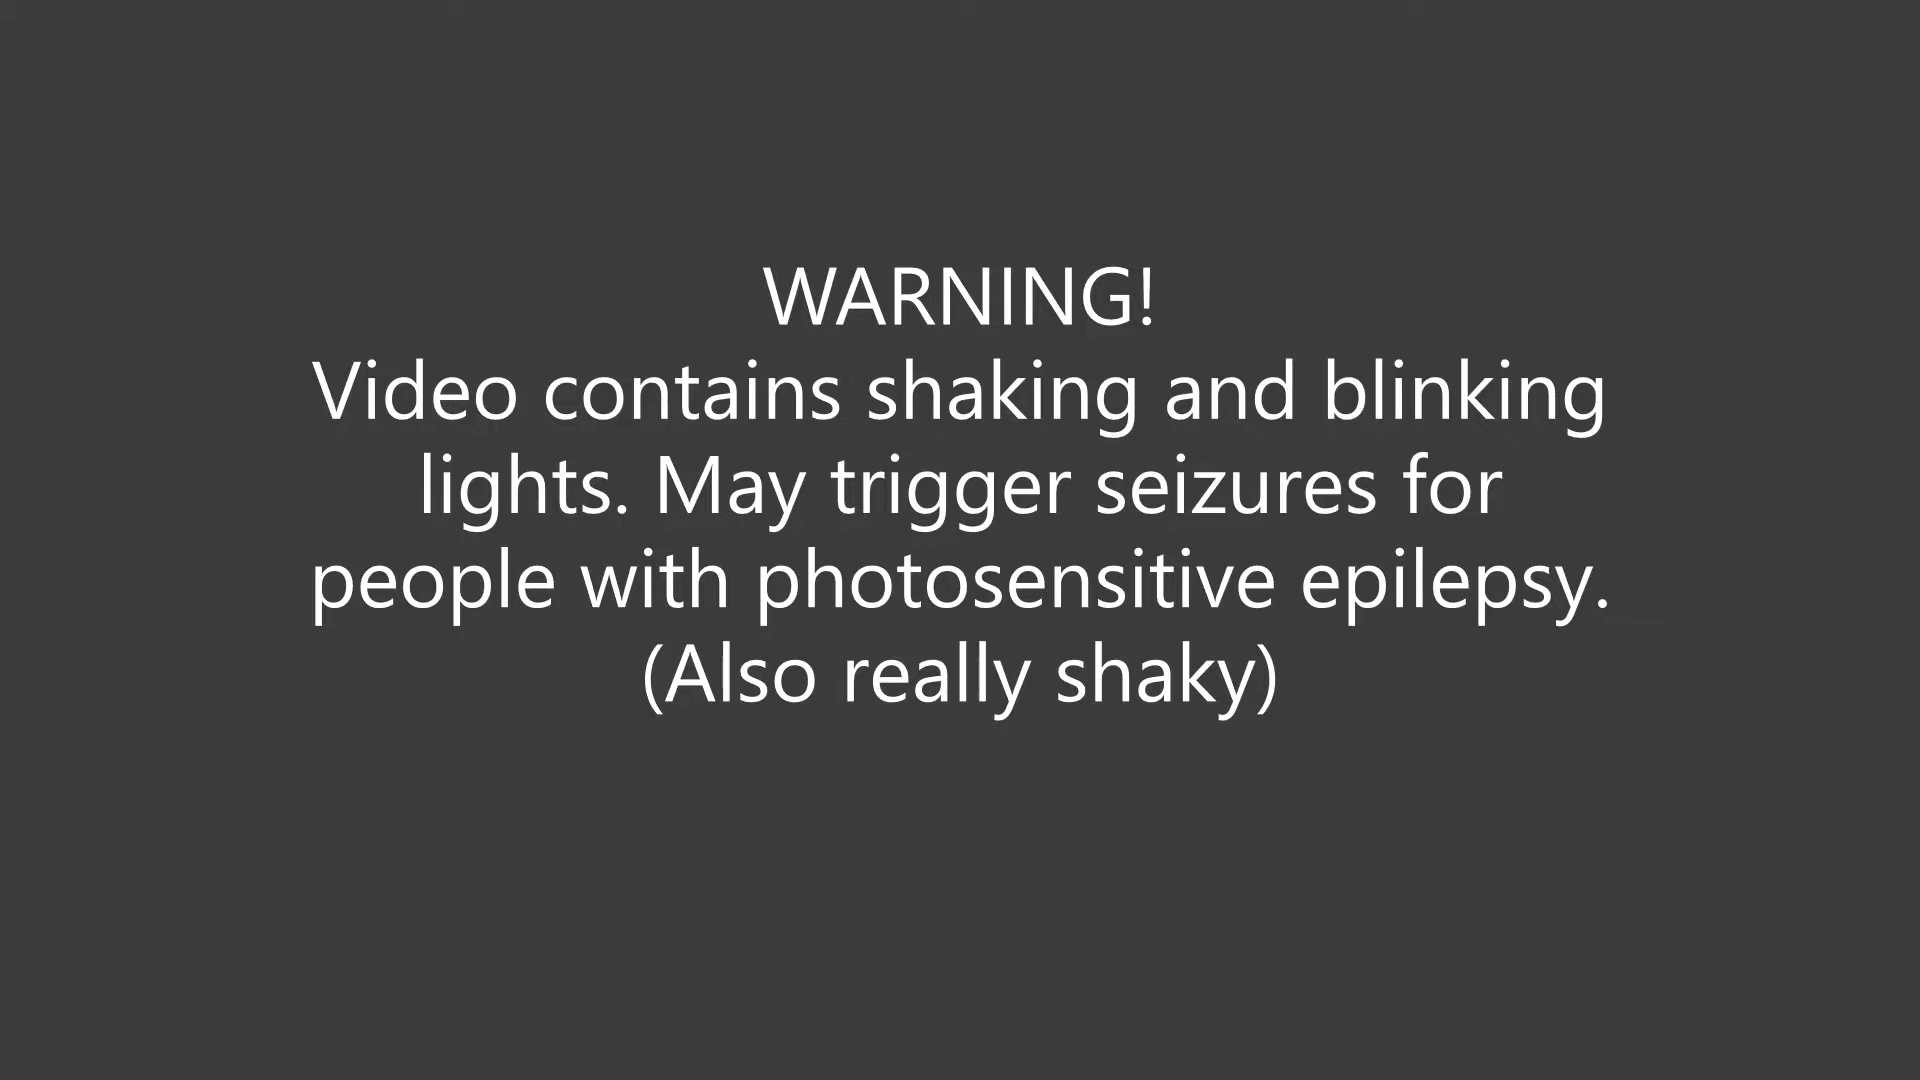 WARNING!
Video contains shaking and blinking
lights. May trigger seizures for
people with photosensitive epilepsy.
(Also really shaky)